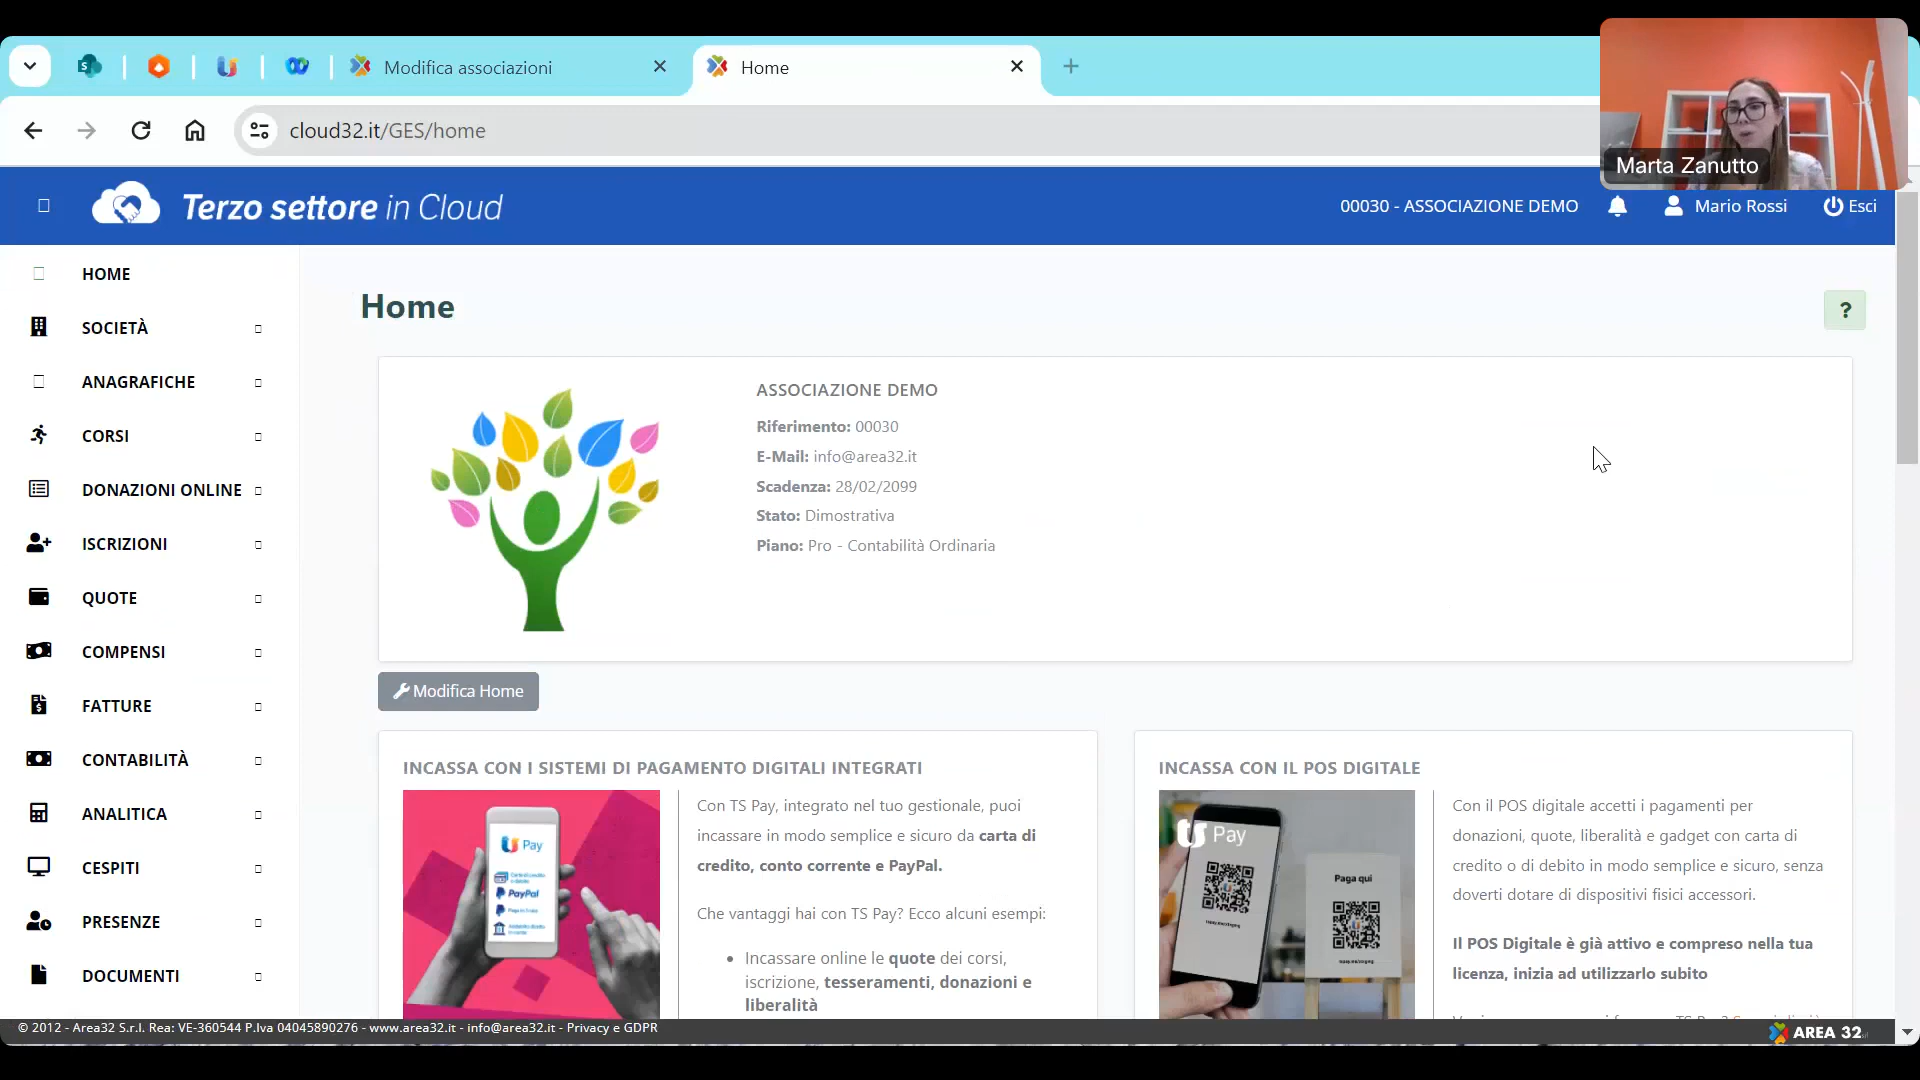 Modifica associazioni
Home
cloud32.it/GES/home
Marta Zanutto
Terzo settore in Cloud
00030 - ASSOCIAZIONE DEMO
Mario Rossi
Esci
HOME
SOCIETÀ
ANAGRAFICHE
CORSI
DONAZIONI ONLINE
ISCRIZIONI
QUOTE
COMPENSI
FATTURE
CONTABILITÀ
ANALITICA
CESPITI
PRESENZE
DOCUMENTI
Home
?
ASSOCIAZIONE DEMO
Riferimento: 00030
E-Mail: info@area32.it
Scadenza: 28/02/2099
Stato: Dimostrativa
Piano: Pro - Contabilità Ordinaria
Modifica Home
INCASSA CON I SISTEMI DI PAGAMENTO DIGITALI INTEGRATI
Pay
PayPal
Con TS Pay, integrato nel tuo gestionale, puoi
incassare in modo semplice e sicuro da carta di
credito, conto corrente e PayPal.
Che vantaggi hai con TS Pay? Ecco alcuni esempi:
• Incassare online le quote dei corsi,
iscrizione, tesseramenti, donazioni e
liberalità
INCASSA CON IL POS DIGITALE
Pay
Paga qui
Con il POS digitale accetti i pagamenti per
donazioni, quote, liberalità e gadget con carta di
credito o di debito in modo semplice e sicuro, senza
doverti dotare di dispositivi fisici accessori.
Il POS Digitale è già attivo e compreso nella tua
licenza, inizia ad utilizzarlo subito
© 2012 - Area32 S.r.l. Rea: VE-360544 P.Iva 04045890276 - www.area32.it - info@area32.it - Privacy e GDPR
AREA 32